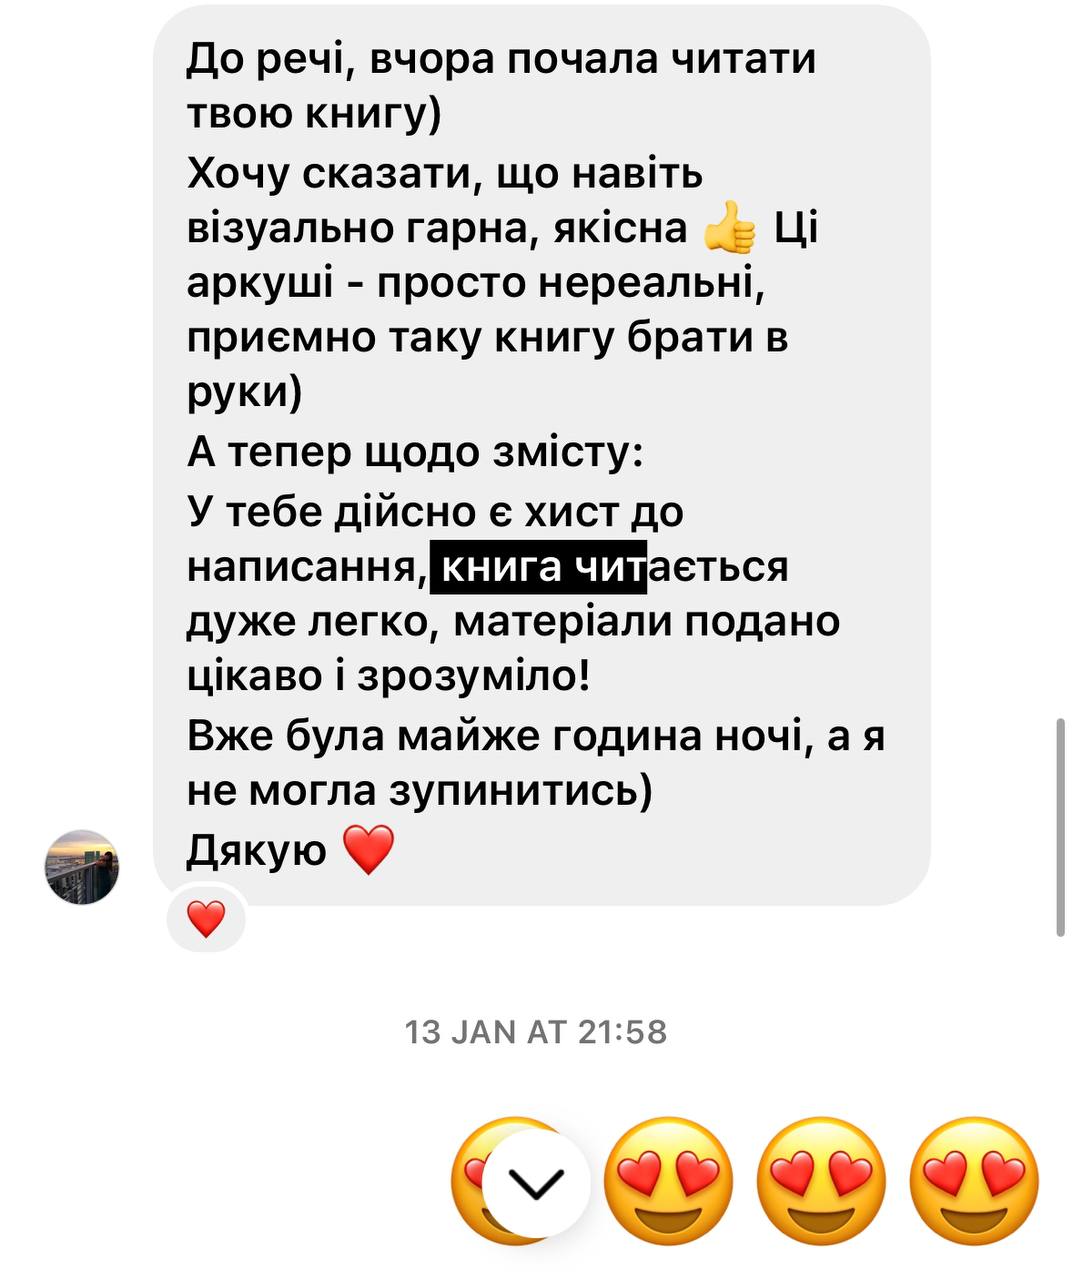 До речі, вчора почала читати
твою книгу)
Хочу сказати, що навіть
візуально гарна, якісна 👍 Ці
аркуші - просто нереальні,
приємно таку книгу брати в
руки)
А тепер щодо змісту:
У тебе дійсно є хист до
написання, книга читається
дуже легко, матеріали подано
цікаво і зрозуміло!
Вже була майже година ночі, а я
не могла зупинитись)
Дякую ❤️
❤️
13 JAN AT 21:58
😍😍😍😍